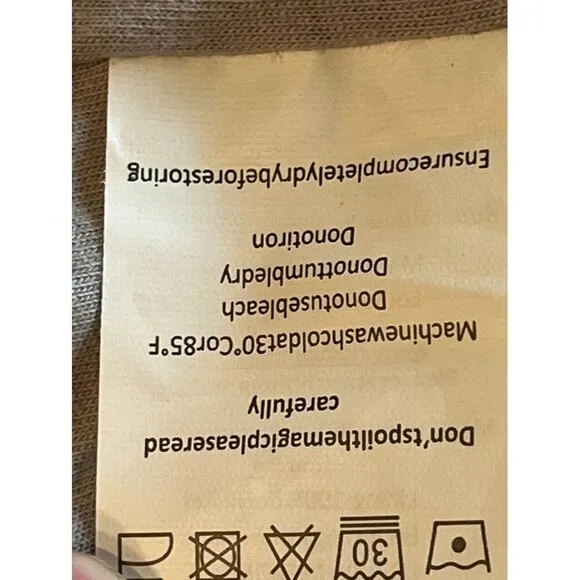 30
Don'tspoilthemagicpleaseread
carefully
Machinewashcoldat30°Cor85°F
Donotusebleach
Donottumbledry
Donotiron
Ensurecompletelydrybeforestoring